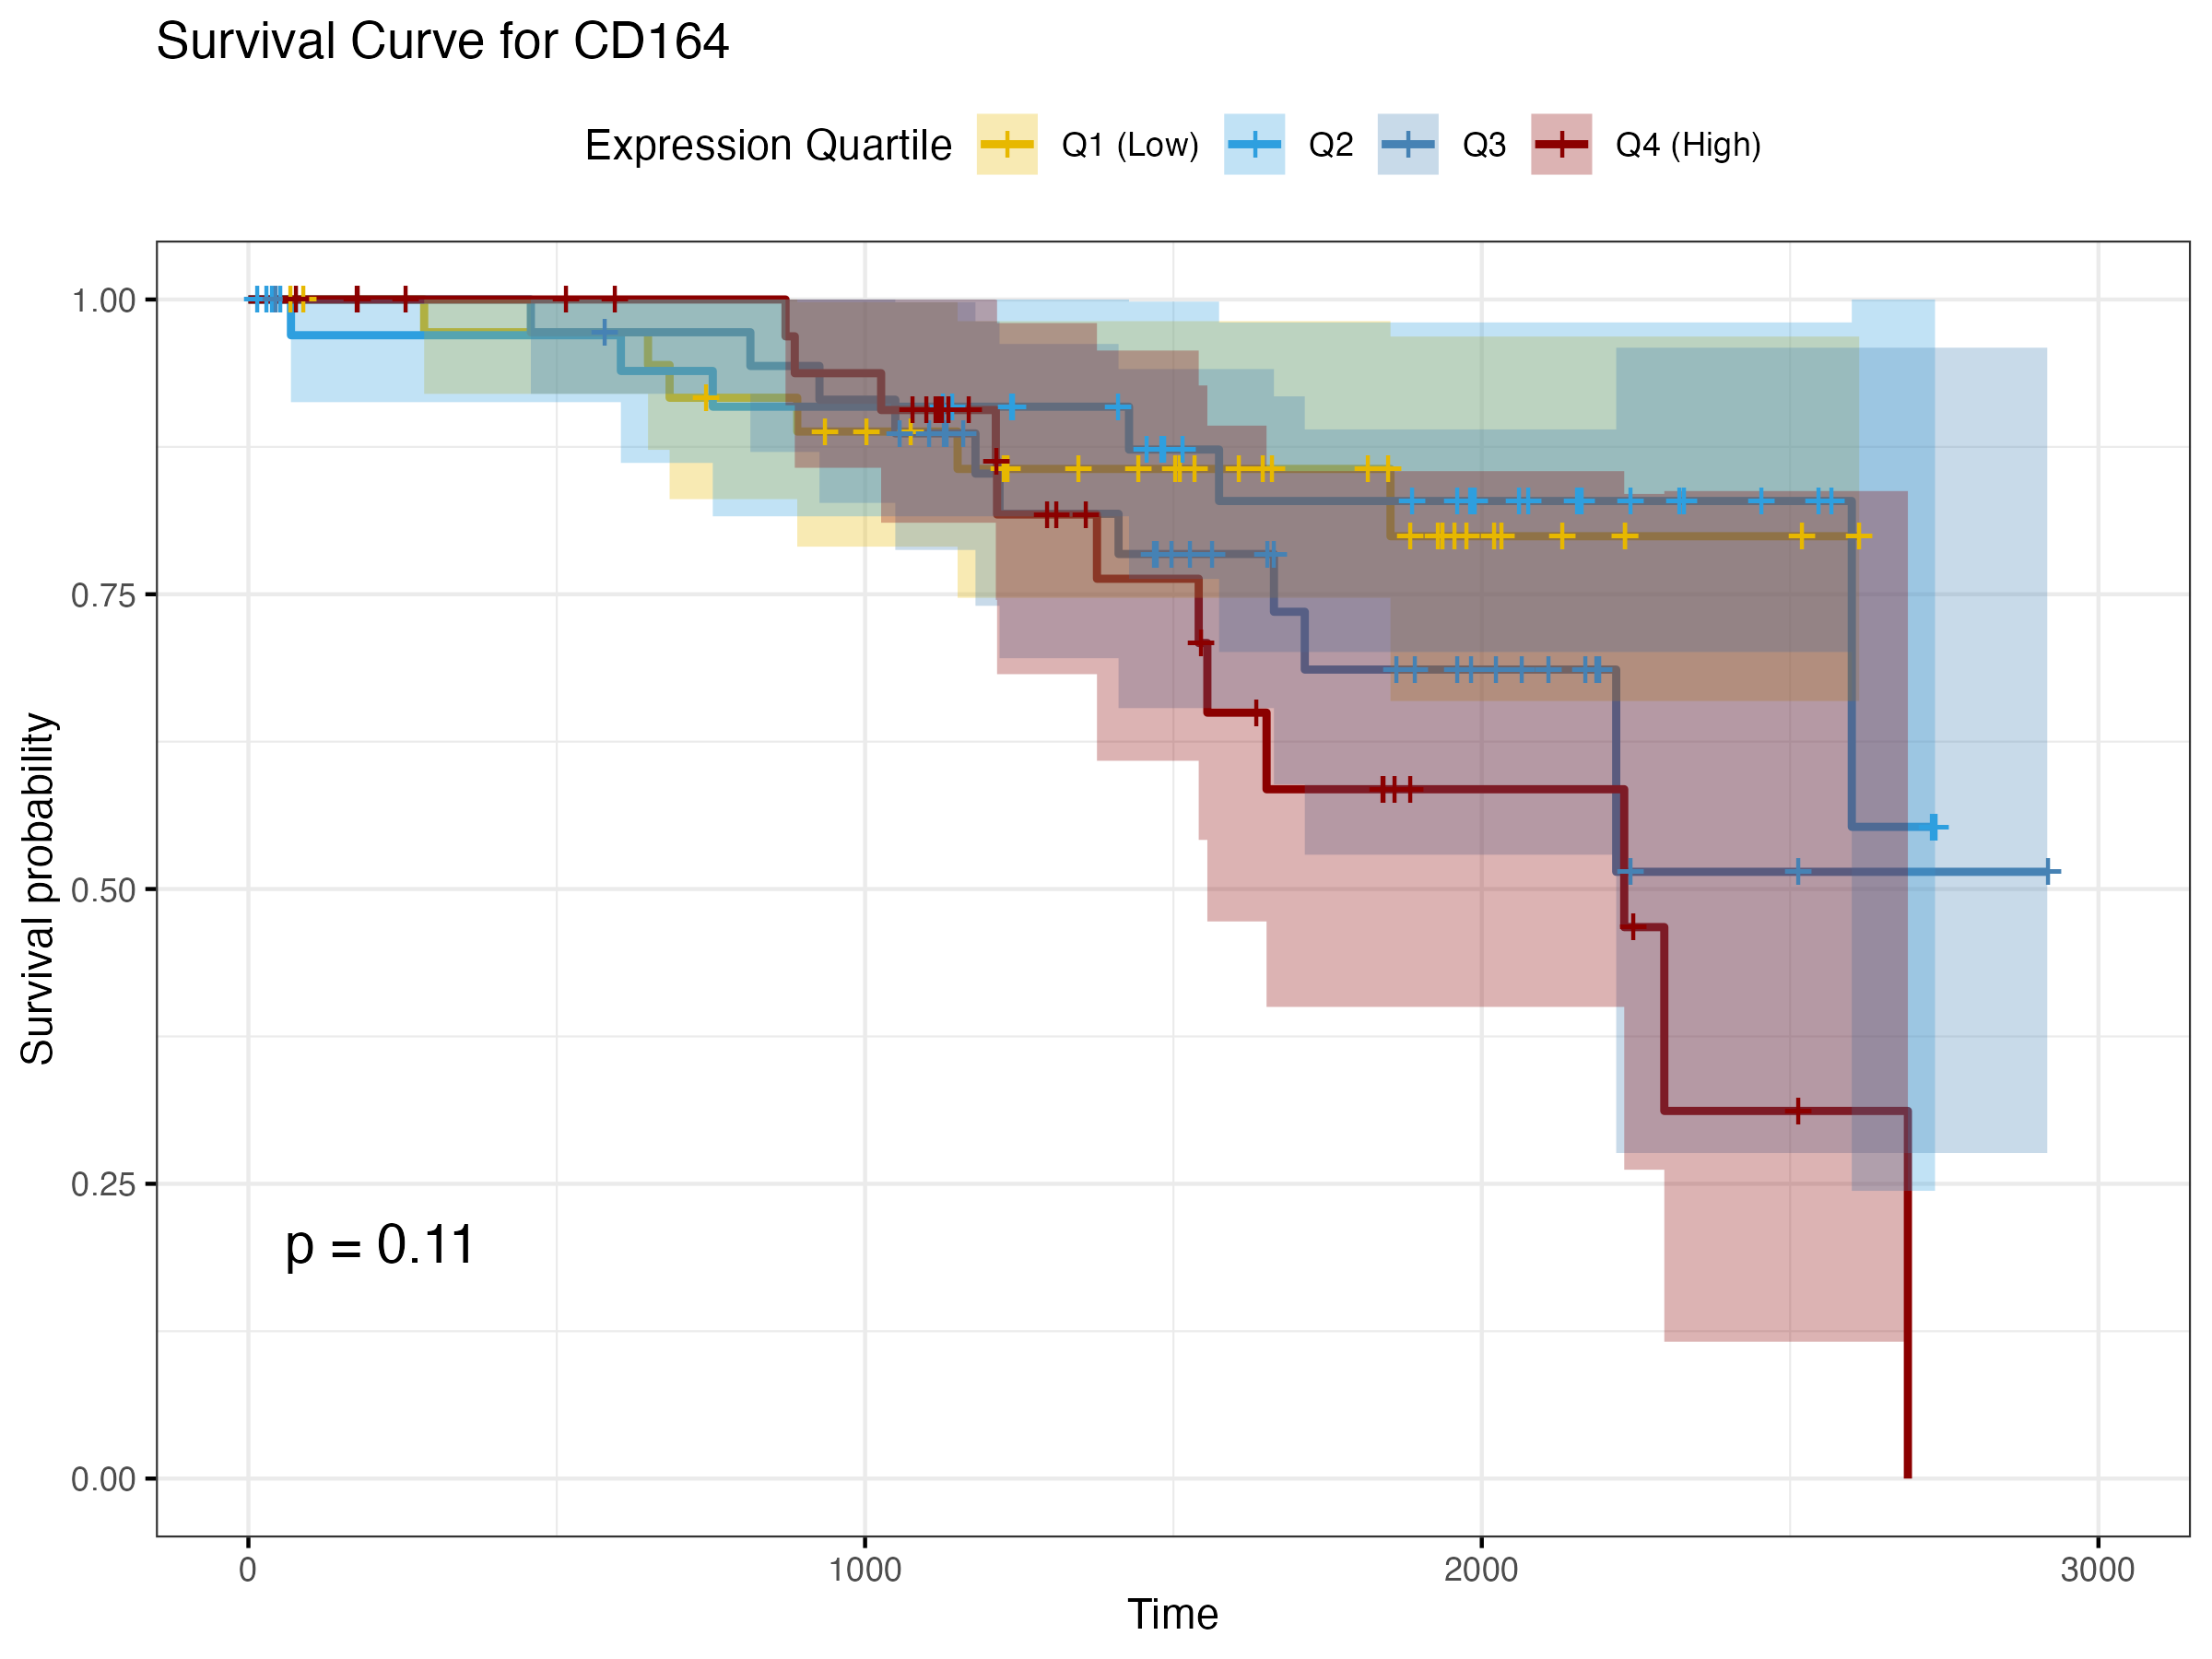 Survival Curve for CD164
Expression Quartile Q1 (Low) Q2 Q3 Q4 (High)
1.00
0.75
0.50
0.25
0.00
Survival probability
p = 0.11
0 1000 2000 3000
Time